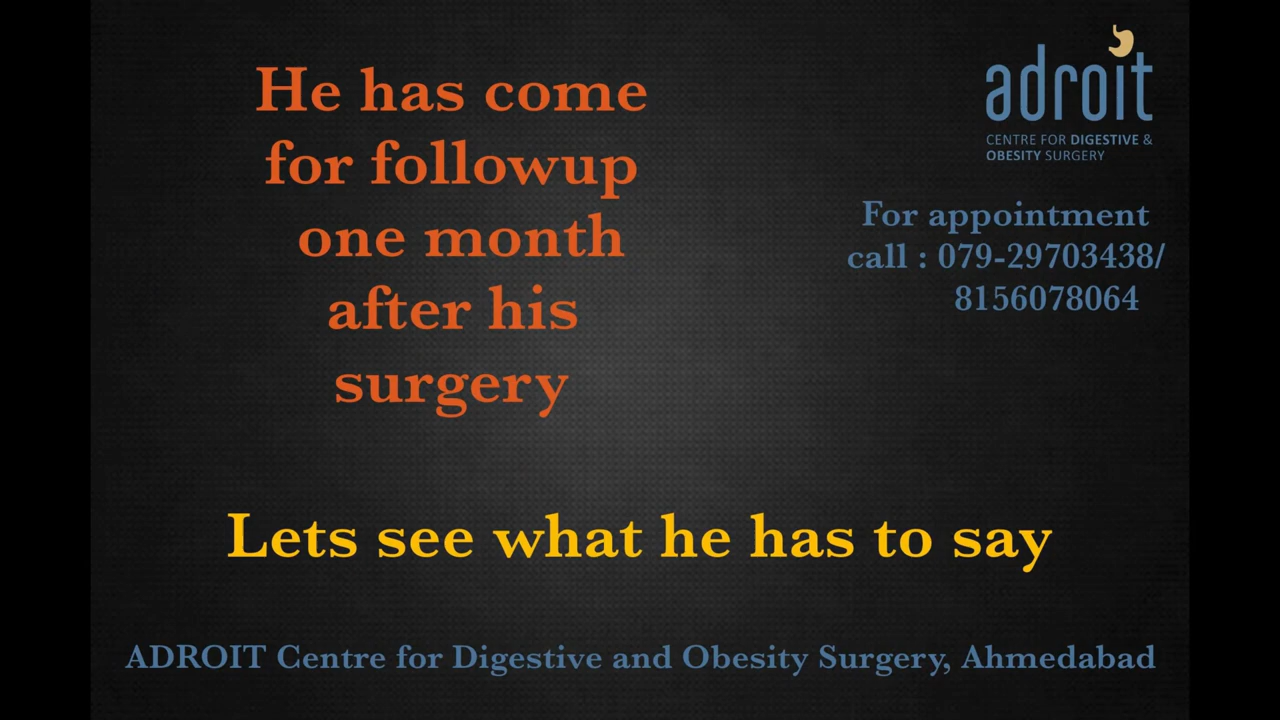 He has come
for followup
one month
after his
surgery
adroit
CENTRE FOR DIGESTIVE &
OBESITY SURGERY
For appointment
call : 079-29703438/
8156078064
Lets see what he has to say
ADROIT Centre for Digestive and Obesity Surgery, Ahmedabad